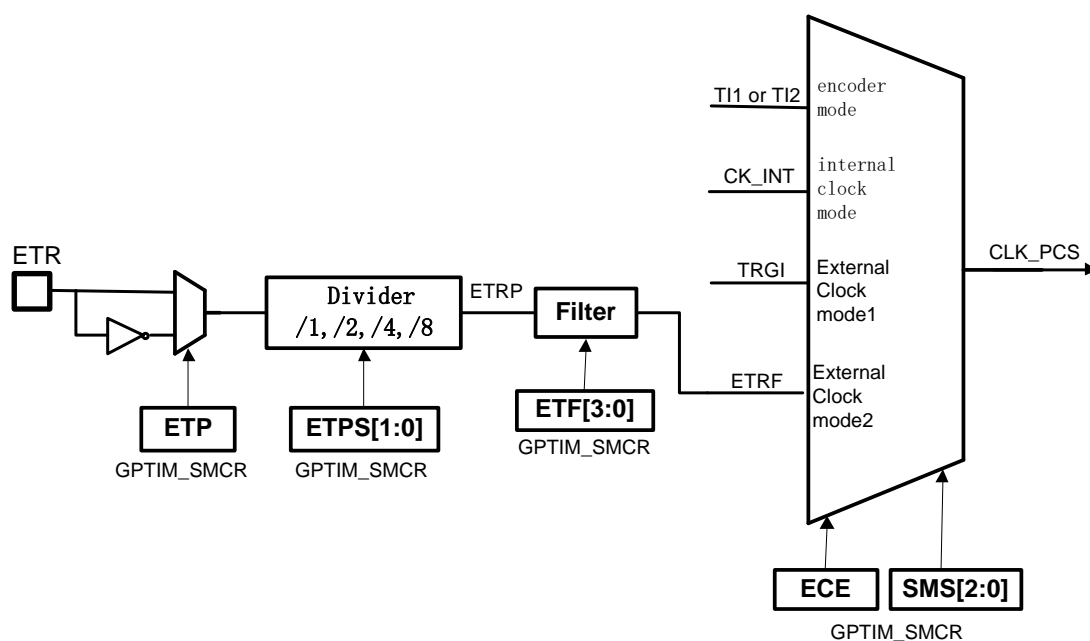 TI1 or TI2
encoder
mode
CK_INT
internal
clock
mode
ETR
CLK_PCS
TRGI
External
Clock
mode1
Divider
/1, /2, /4, /8
ETRP
Filter
ETRF
External
Clock
mode2
ETP
ETPS[1:0]
ETF[3:0]
GPTIM_SMCR
GPTIM_SMCR
GPTIM_SMCR
ECE
SMS[2:0]
GPTIM_SMCR